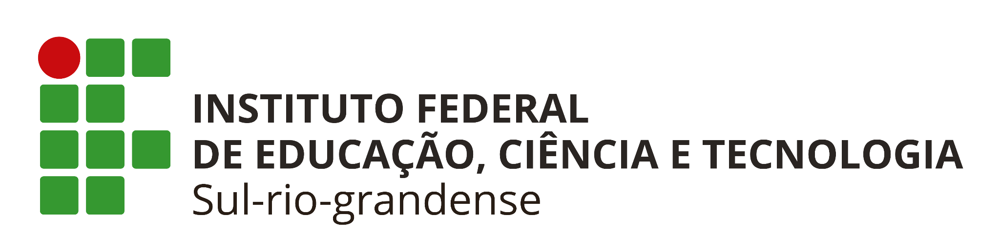 INSTITUTO FEDERAL
DE EDUCAÇÃO, CIÊNCIA E TECNOLOGIA
Sul-rio-grandense